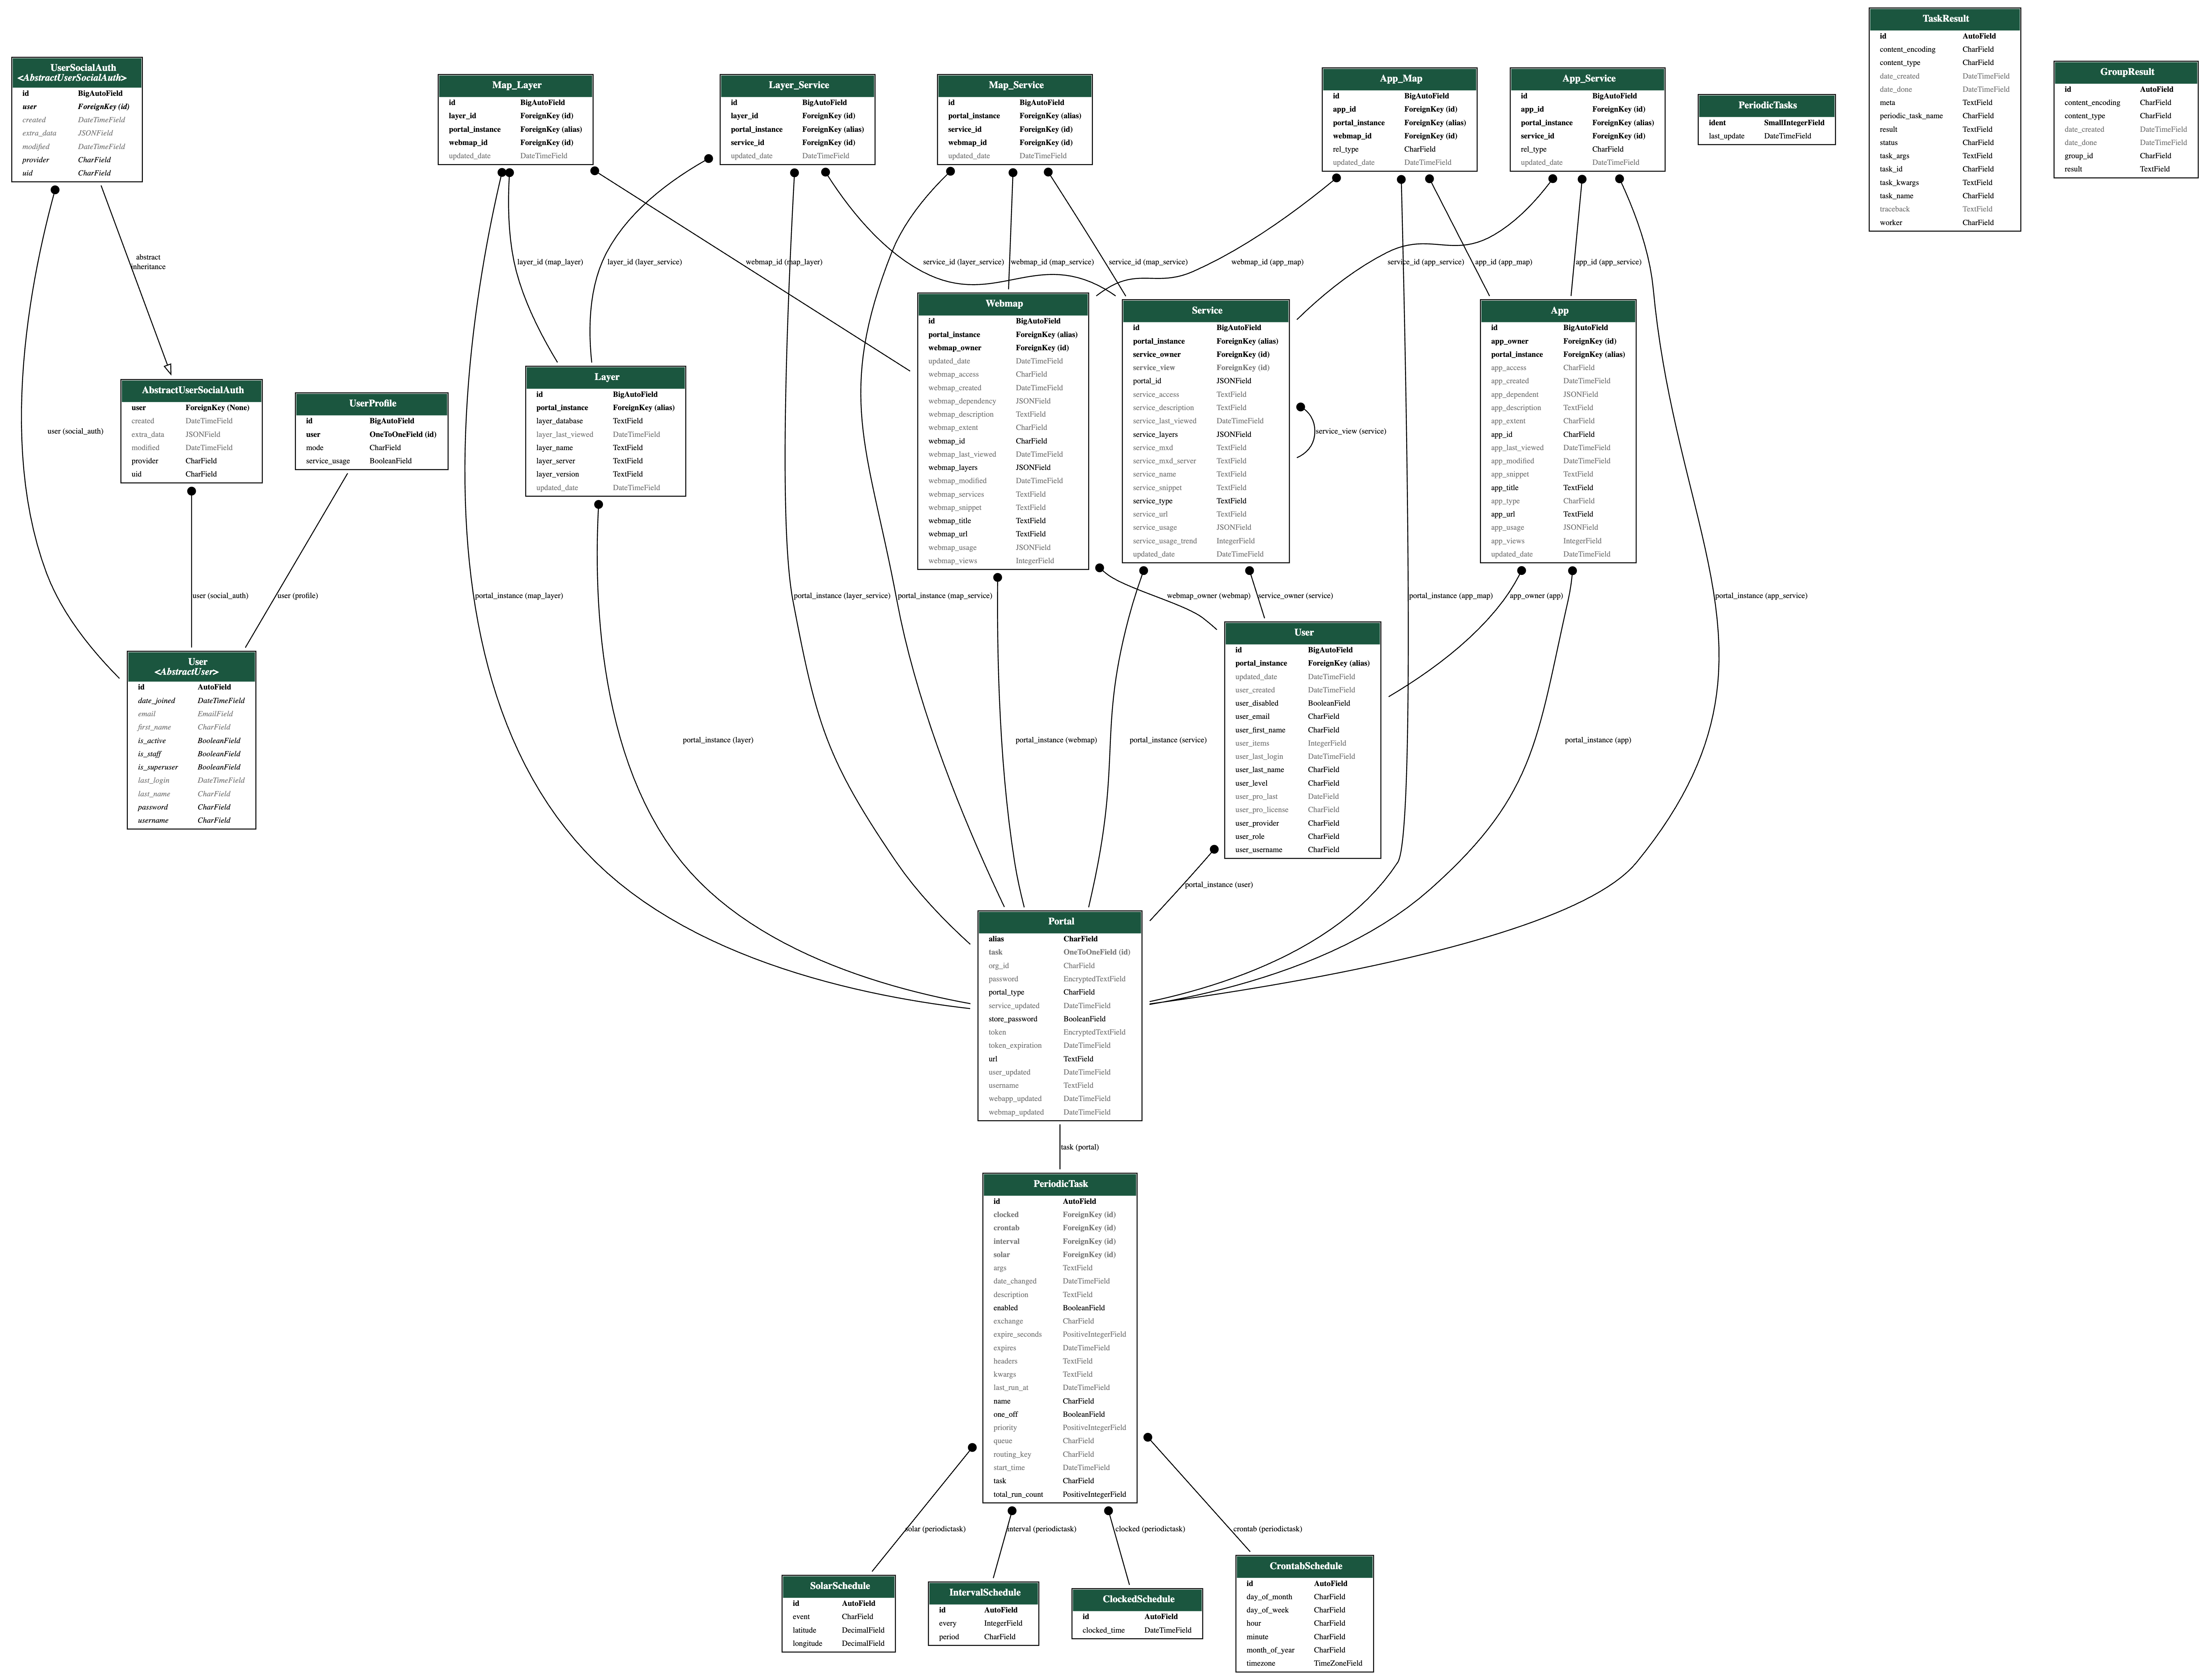 UserSocialAuth
<AbstractUserSocialAuth>
id BigAutoField
user ForeignKey (id)
created DateTimeField
extra_data JSONField
modified DateTimeField
provider CharField
uid CharField
Map_Layer
id BigAutoField
layer_id ForeignKey (id)
portal_instance ForeignKey (alias)
webmap_id ForeignKey (id)
updated_date DateTimeField
Layer_Service
id BigAutoField
layer_id ForeignKey (id)
portal_instance ForeignKey (alias)
service_id ForeignKey (id)
updated_date DateTimeField
Map_Service
id BigAutoField
portal_instance ForeignKey (alias)
service_id ForeignKey (id)
webmap_id ForeignKey (id)
updated_date DateTimeField
App_Map
id BigAutoField
app_id ForeignKey (id)
portal_instance ForeignKey (alias)
webmap_id ForeignKey (id)
rel_type CharField
updated_date DateTimeField
App_Service
id BigAutoField
app_id ForeignKey (id)
portal_instance ForeignKey (alias)
service_id ForeignKey (id)
rel_type CharField
updated_date DateTimeField
PeriodicTasks
ident SmallIntegerField
last_update DateTimeField
TaskResult
id AutoField
content_encoding CharField
content_type CharField
date_created DateTimeField
date_done DateTimeField
meta TextField
periodic_task_name CharField
result TextField
status CharField
task_args TextField
task_id CharField
task_kwargs TextField
task_name CharField
traceback TextField
worker CharField
GroupResult
id AutoField
content_encoding CharField
content_type CharField
date_created DateTimeField
date_done DateTimeField
group_id CharField
result TextField
abstract
inheritance
layer_id (map_layer)
layer_id (layer_service)
webmap_id (map_layer)
service_id (layer_service)
webmap_id (map_service)
service_id (map_service)
webmap_id (app_map)
service_id (app_service)
app_id (app_map)
app_id (app_service)
AbstractUserSocialAuth
user ForeignKey (None)
created DateTimeField
extra_data JSONField
modified DateTimeField
provider CharField
uid CharField
UserProfile
id BigAutoField
user OneToOneField (id)
mode CharField
service_usage BooleanField
Layer
id BigAutoField
portal_instance ForeignKey (alias)
layer_database TextField
layer_last_viewed DateTimeField
layer_name TextField
layer_server TextField
layer_version TextField
updated_date DateTimeField
Webmap
id BigAutoField
portal_instance ForeignKey (alias)
webmap_owner ForeignKey (id)
updated_date DateTimeField
webmap_access CharField
webmap_created DateTimeField
webmap_dependency JSONField
webmap_description TextField
webmap_extent CharField
webmap_id CharField
webmap_last_viewed DateTimeField
webmap_layers JSONField
webmap_modified DateTimeField
webmap_services TextField
webmap_snippet TextField
webmap_title TextField
webmap_url TextField
webmap_usage JSONField
webmap_views IntegerField
Service
id BigAutoField
portal_instance ForeignKey (alias)
service_owner ForeignKey (id)
service_view ForeignKey (id)
portal_id JSONField
service_access TextField
service_description TextField
service_last_viewed DateTimeField
service_layers JSONField
service_mxd TextField
service_mxd_server TextField
service_name TextField
service_snippet TextField
service_type TextField
service_url TextField
service_usage JSONField
service_usage_trend IntegerField
updated_date DateTimeField
service_view (service)
App
id BigAutoField
app_owner ForeignKey (id)
portal_instance ForeignKey (alias)
app_access CharField
app_created DateTimeField
app_dependent JSONField
app_description TextField
app_extent CharField
app_id CharField
app_last_viewed DateTimeField
app_modified DateTimeField
app_snippet TextField
app_title TextField
app_type CharField
app_url TextField
app_usage JSONField
app_views IntegerField
updated_date DateTimeField
user (social_auth)
user (social_auth)
user (profile)
portal_instance (map_layer)
portal_instance (layer_service)
portal_instance (map_service)
webmap_owner (webmap)
service_owner (service)
portal_instance (app_map)
app_owner (app)
portal_instance (app_service)
User
<AbstractUser>
id AutoField
date_joined DateTimeField
email EmailField
first_name CharField
is_active BooleanField
is_staff BooleanField
is_superuser BooleanField
last_login DateTimeField
last_name CharField
password CharField
username CharField
User
id BigAutoField
portal_instance ForeignKey (alias)
updated_date DateTimeField
user_created DateTimeField
user_disabled BooleanField
user_email CharField
user_first_name CharField
user_items IntegerField
user_last_login DateTimeField
user_last_name CharField
user_level CharField
user_pro_last DateField
user_pro_license CharField
user_provider CharField
user_role CharField
user_username CharField
portal_instance (layer)
portal_instance (webmap)
portal_instance (service)
portal_instance (app)
portal_instance (user)
Portal
alias CharField
task OneToOneField (id)
org_id CharField
password EncryptedTextField
portal_type CharField
service_updated DateTimeField
store_password BooleanField
token EncryptedTextField
token_expiration DateTimeField
url TextField
user_updated DateTimeField
username TextField
webapp_updated DateTimeField
webmap_updated DateTimeField
task (portal)
PeriodicTask
id AutoField
clocked ForeignKey (id)
crontab ForeignKey (id)
interval ForeignKey (id)
solar ForeignKey (id)
args TextField
date_changed DateTimeField
description TextField
enabled BooleanField
exchange CharField
expire_seconds PositiveIntegerField
expires DateTimeField
headers TextField
kwargs TextField
last_run_at DateTimeField
name CharField
one_off BooleanField
priority PositiveIntegerField
queue CharField
routing_key CharField
start_time DateTimeField
task CharField
total_run_count PositiveIntegerField
solar (periodictask)
interval (periodictask)
clocked (periodictask)
crontab (periodictask)
SolarSchedule
id AutoField
event CharField
latitude DecimalField
longitude DecimalField
IntervalSchedule
id AutoField
every IntegerField
period CharField
ClockedSchedule
id AutoField
clocked_time DateTimeField
CrontabSchedule
id AutoField
day_of_month CharField
day_of_week CharField
hour CharField
minute CharField
month_of_year CharField
timezone TimeZoneField